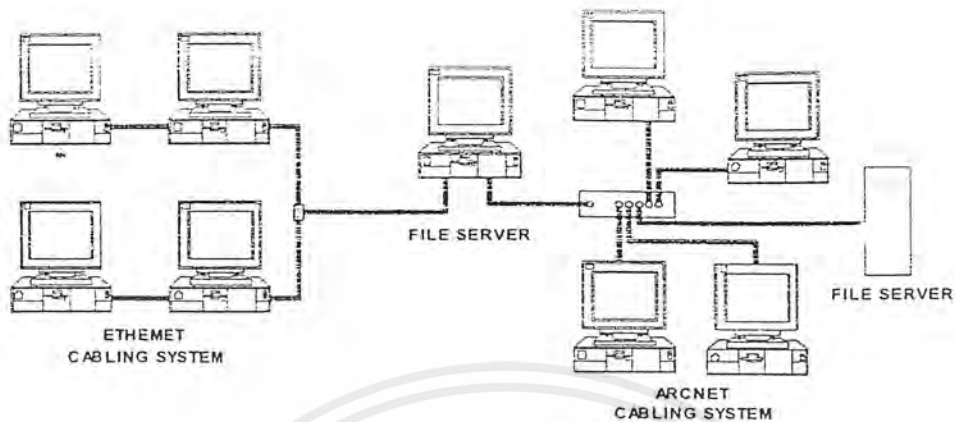 FILE SERVER
FILE SERVER
ETHEMET
CABLING SYSTEM
ARCNET
CABLING SYSTEM